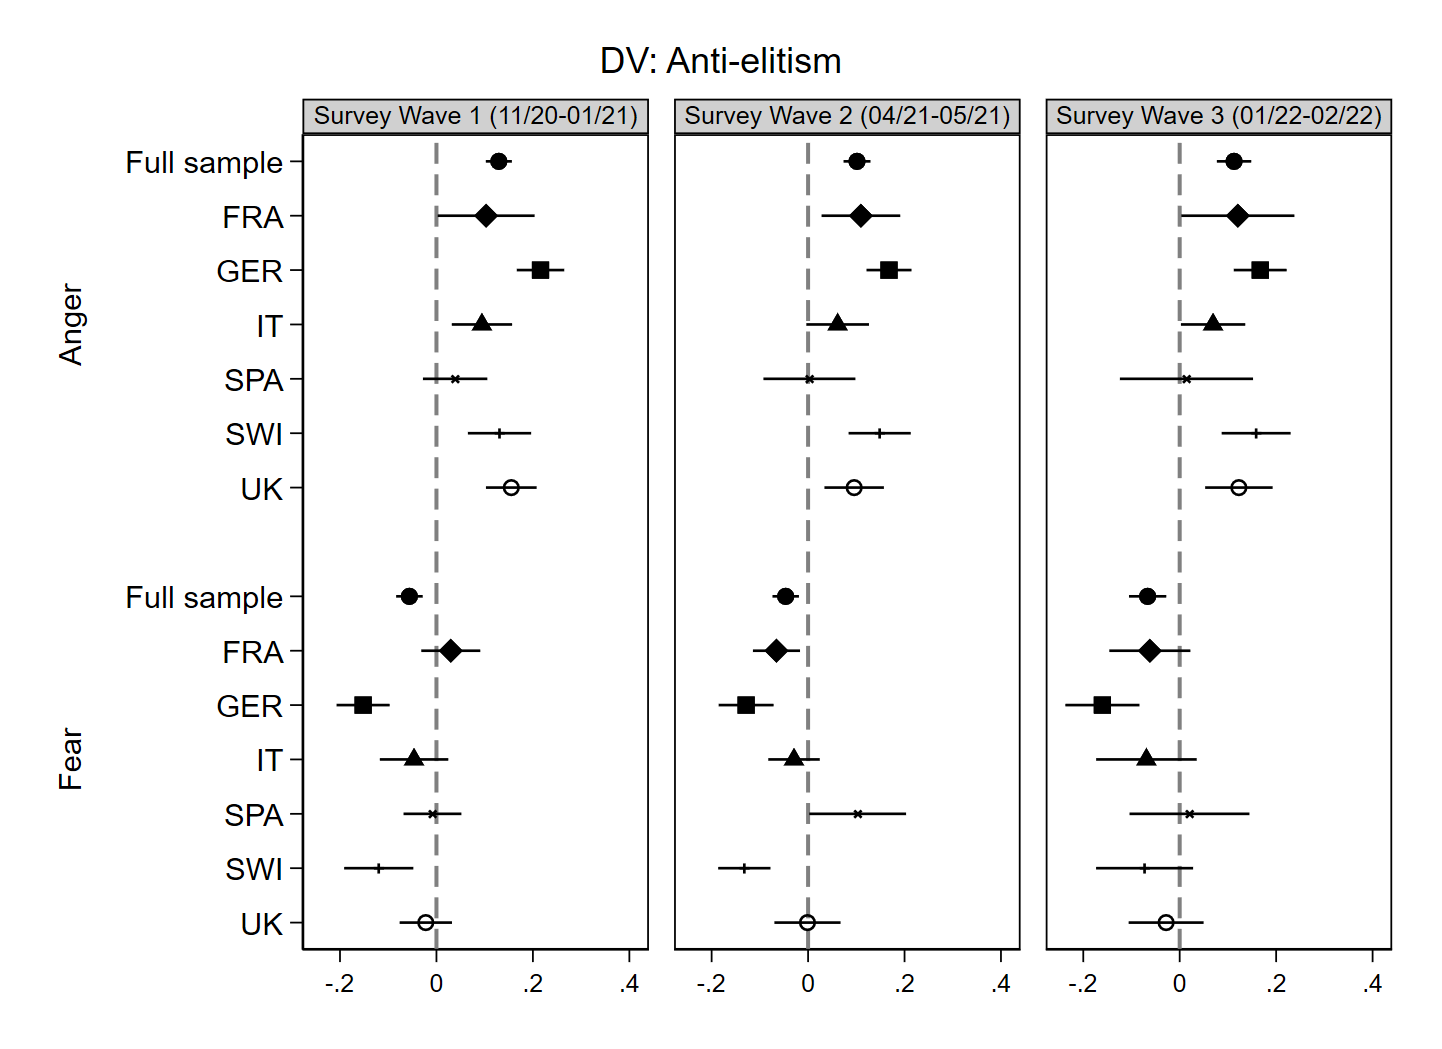 DV: Anti-elitism
Survey Wave 1 (11/20-01/21)
Survey Wave 2 (04/21-05/21)
Survey Wave 3 (01/22-02/22)
Anger
Full sample
FRA
GER
IT
SPA
SWI
UK
Fear
Full sample
FRA
GER
IT
SPA
SWI
UK
-.2 0 .2 .4
-.2 0 .2 .4
-.2 0 .2 .4